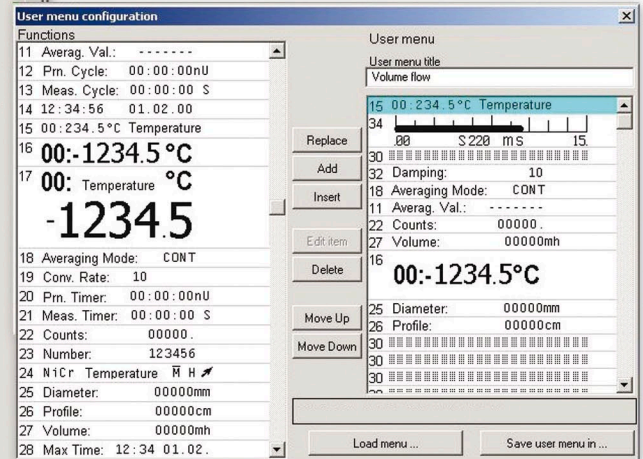 User menu configuration
Functions
11 Averag. Val.: - - - - - - -
12 Prn. Cycle: 00:00:00nU
13 Meas. Cycle: 00:00:00 S
14 12:34:56 01.02.00
15 00:234.5°C Temperature
16 00:-1234.5 °C
17 00: Temperature °C
-1234.5
18 Averaging Mode: CONT
19 Conv. Rate: 10
20 Prn. Timer: 00:00:00nU
21 Meas. Timer: 00:00:00 S
22 Counts: 00000.
23 Number: 123456
24 NiCr Temperature M̅ H
25 Diameter: 00000mm
26 Profile: 00000cm
27 Volume: 00000mh
28 Max Time: 12:34 01.02.
Replace
Add
Insert
Edit item
Delete
Move Up
Move Down
User menu
User menu title
Volume flow
15 00:234.5°C Temperature
34
.00 S220 ms 15.
30
32 Damping: 10
18 Averaging Mode: CONT
11 Averag. Val.: - - - - - - -
22 Counts: 00000.
27 Volume: 00000mh
16 00:-1234.5°C
25 Diameter: 00000mm
26 Profile: 00000cm
30
30
30
Load menu ...
Save user menu in ...